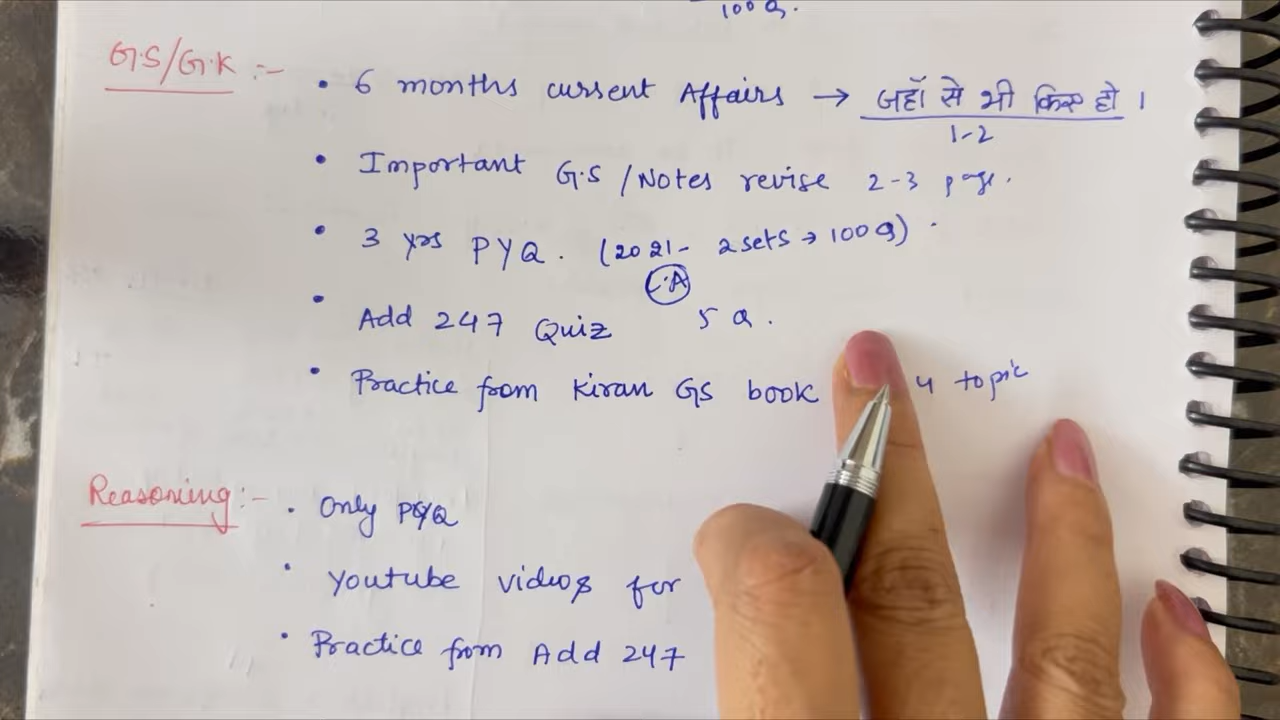 100 Q.
G.S/G.K :- • 6 months current Affairs → जहाँ से भी किए हो ।
1-2
• Important G.S /Notes revise 2-3 page.
• 3 yrs PYQ. (2021- 2 sets → 100 Q) .
C.A
• Add 247 Quiz 5 Q.
• Practice from Kiran GS book 4 topic
Reasoning :- • Only PYQ
• Youtube videos for
• Practice from Add 247